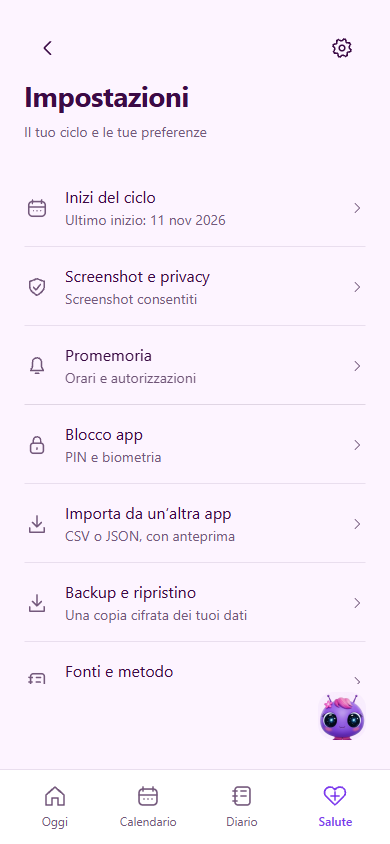 Impostazioni
Il tuo ciclo e le tue preferenze
Inizi del ciclo
Ultimo inizio: 11 nov 2026
Screenshot e privacy
Screenshot consentiti
Promemoria
Orari e autorizzazioni
Blocco app
PIN e biometria
Importa da un'altra app
CSV o JSON, con anteprima
Backup e ripristino
Una copia cifrata dei tuoi dati
Fonti e metodo
Oggi
Calendario
Diario
Salute